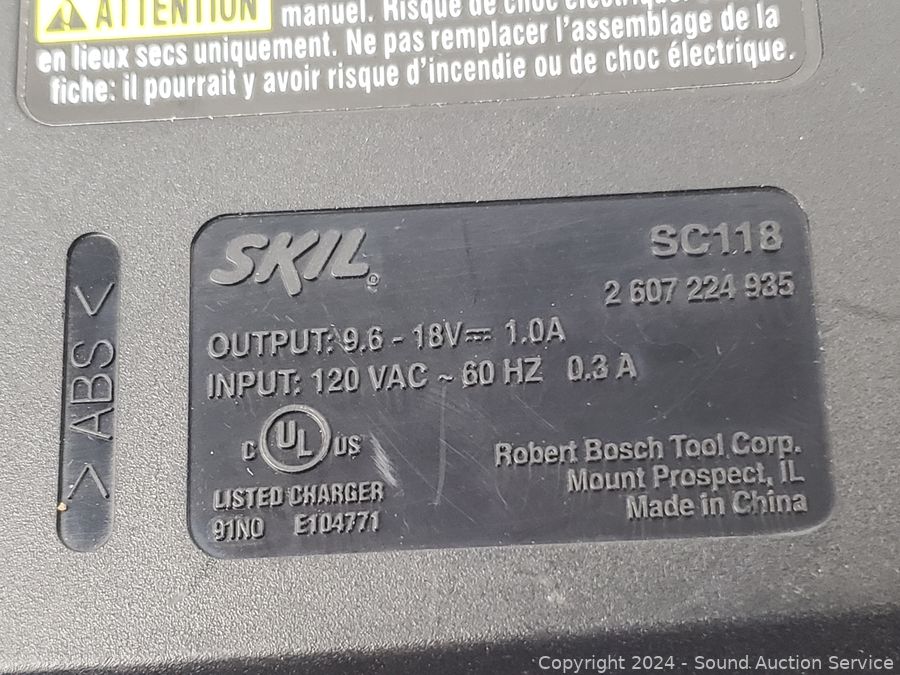 ATTENTION manuel. Risque de choc électrique.
en lieux secs uniquement. Ne pas remplacer l'assemblage de la
fiche: il pourrait y avoir risque d'incendie ou de choc électrique.
SKIL®
SC118
2 607 224 935
OUTPUT: 9.6 - 18V⎓ 1.0A
INPUT: 120 VAC ~ 60 HZ 0.3 A
C UL US
LISTED CHARGER
91N0 E104771
Robert Bosch Tool Corp.
Mount Prospect, IL
Made in China
> ABS <
Copyright 2024 - Sound Auction Service